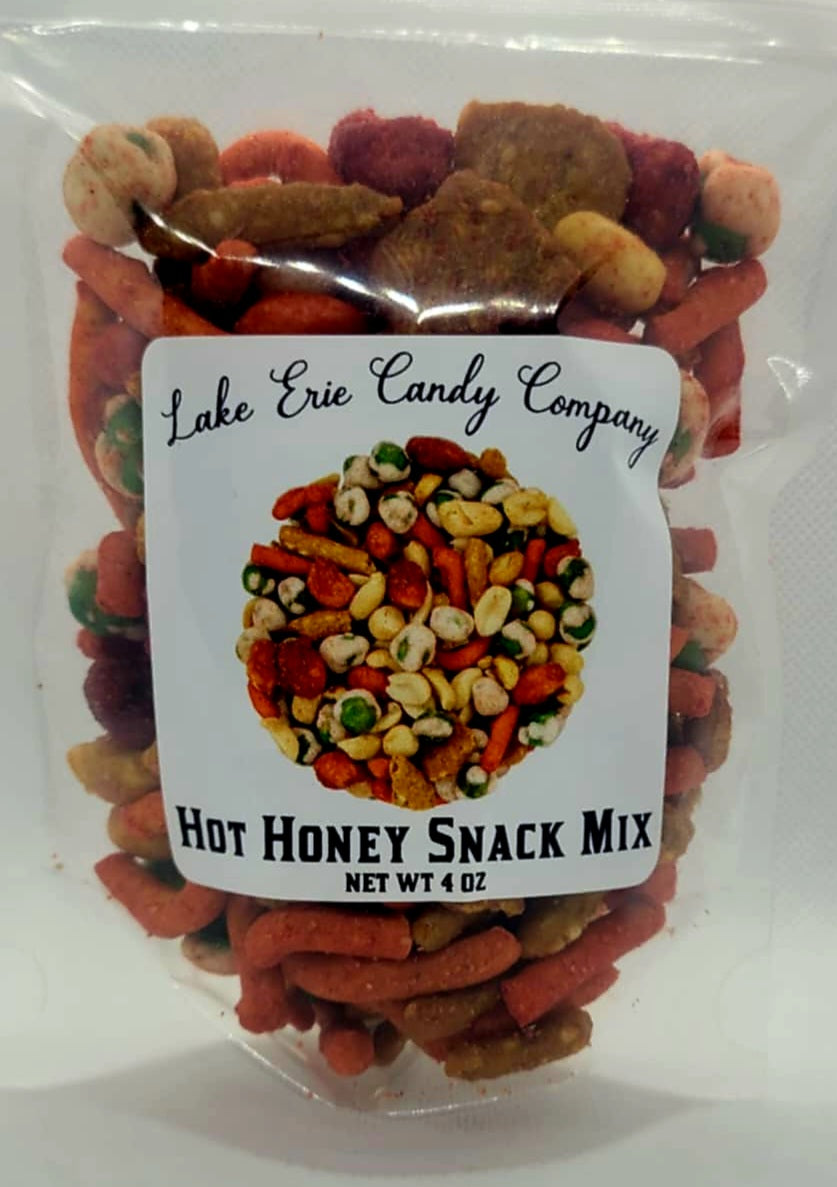 Lake Erie Candy Company
Hot Honey Snack Mix
NET WT 4 OZ